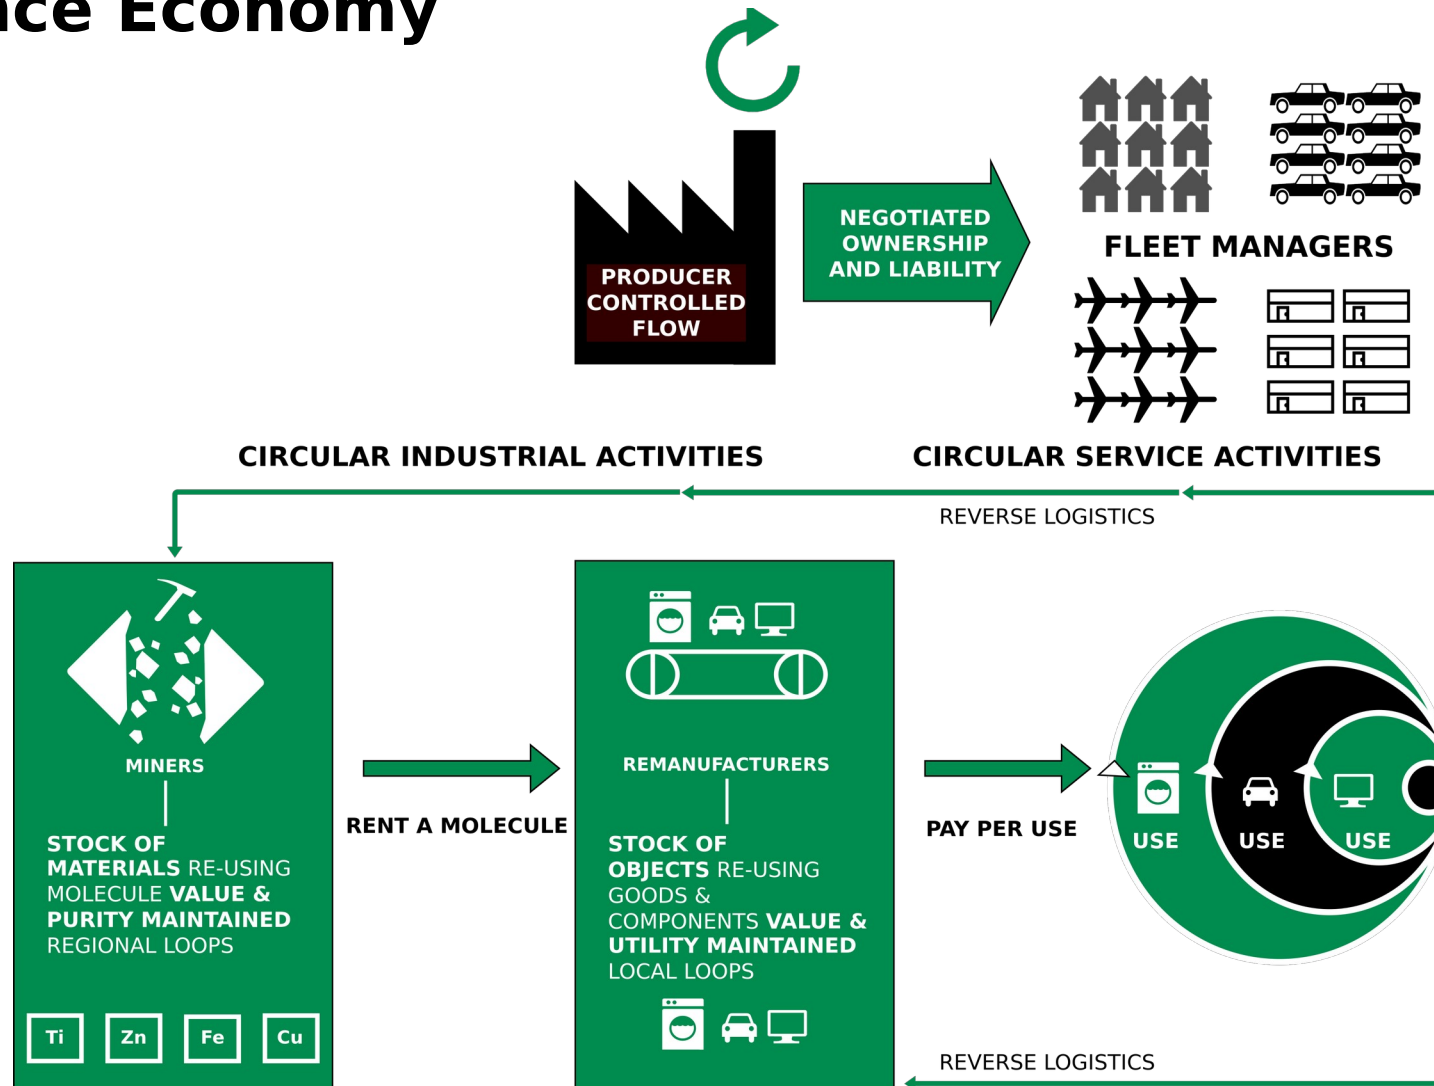 Economy
PRODUCER
CONTROLLED
FLOW
NEGOTIATED
OWNERSHIP
AND LIABILITY
FLEET MANAGERS
CIRCULAR INDUSTRIAL ACTIVITIES
CIRCULAR SERVICE ACTIVITIES
REVERSE LOGISTICS
MINERS
STOCK OF
MATERIALS RE-USING
MOLECULE VALUE &
PURITY MAINTAINED
REGIONAL LOOPS
Ti
Zn
Fe
Cu
RENT A MOLECULE
REMANUFACTURERS
STOCK OF
OBJECTS RE-USING
GOODS &
COMPONENTS VALUE &
UTILITY MAINTAINED
LOCAL LOOPS
PAY PER USE
USE
USE
USE
REVERSE LOGISTICS